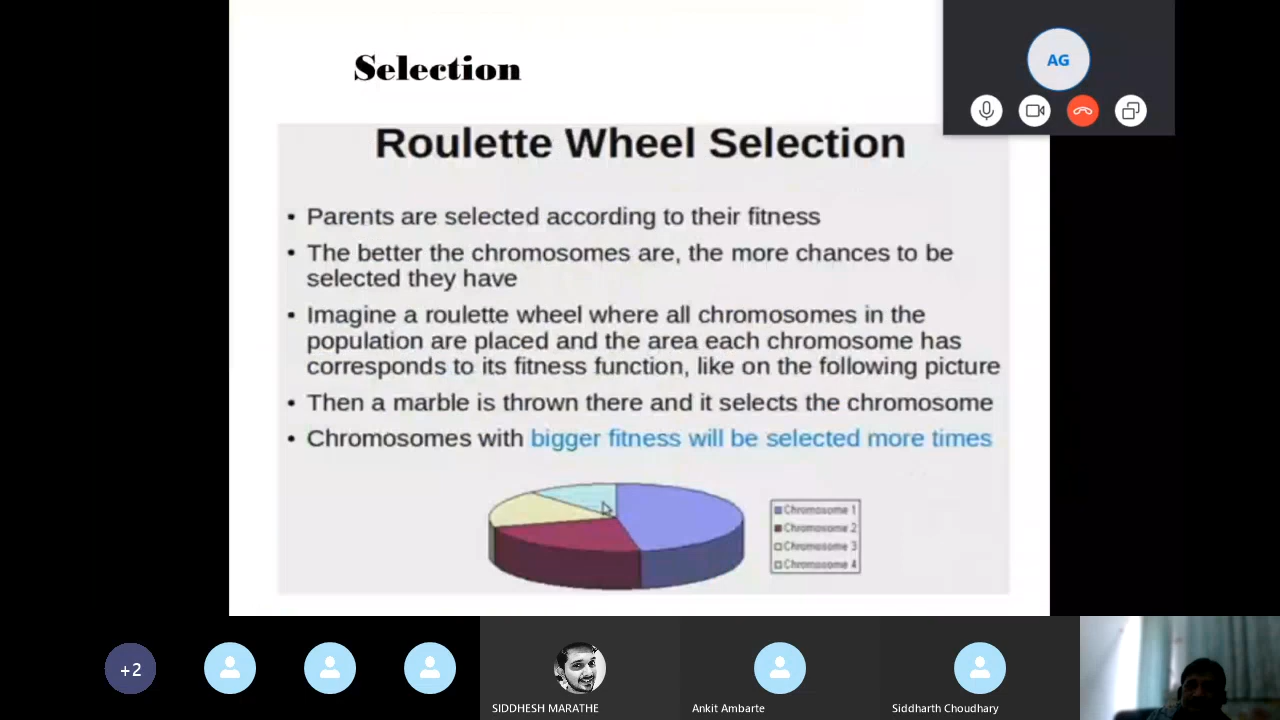 Selection
AG
Roulette Wheel Selection
• Parents are selected according to their fitness
• The better the chromosomes are, the more chances to be
selected they have
• Imagine a roulette wheel where all chromosomes in the
population are placed and the area each chromosome has
corresponds to its fitness function, like on the following picture
• Then a marble is thrown there and it selects the chromosome
• Chromosomes with bigger fitness will be selected more times
Chromosome 1
Chromosome 2
Chromosome 3
Chromosome 4
+2
SIDDHESH MARATHE
Ankit Ambarte
Siddharth Choudhary